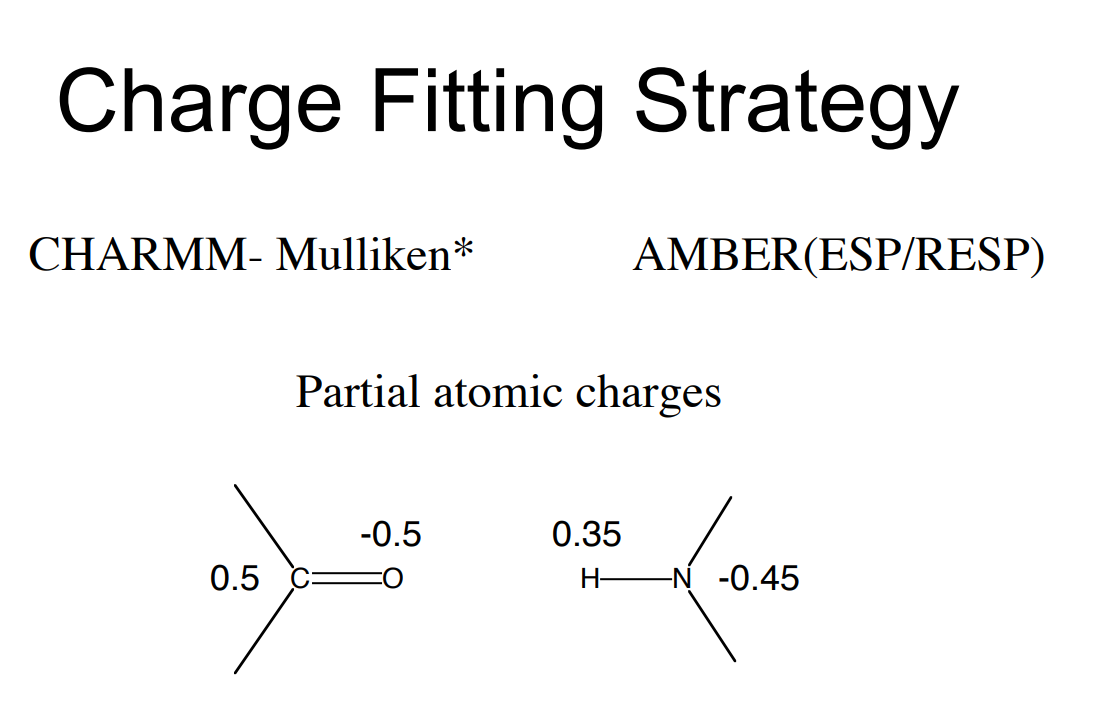 Charge Fitting Strategy
CHARMM- Mulliken* AMBER(ESP/RESP)
Partial atomic charges
-0.5 0.35
0.5 C O H N -0.45